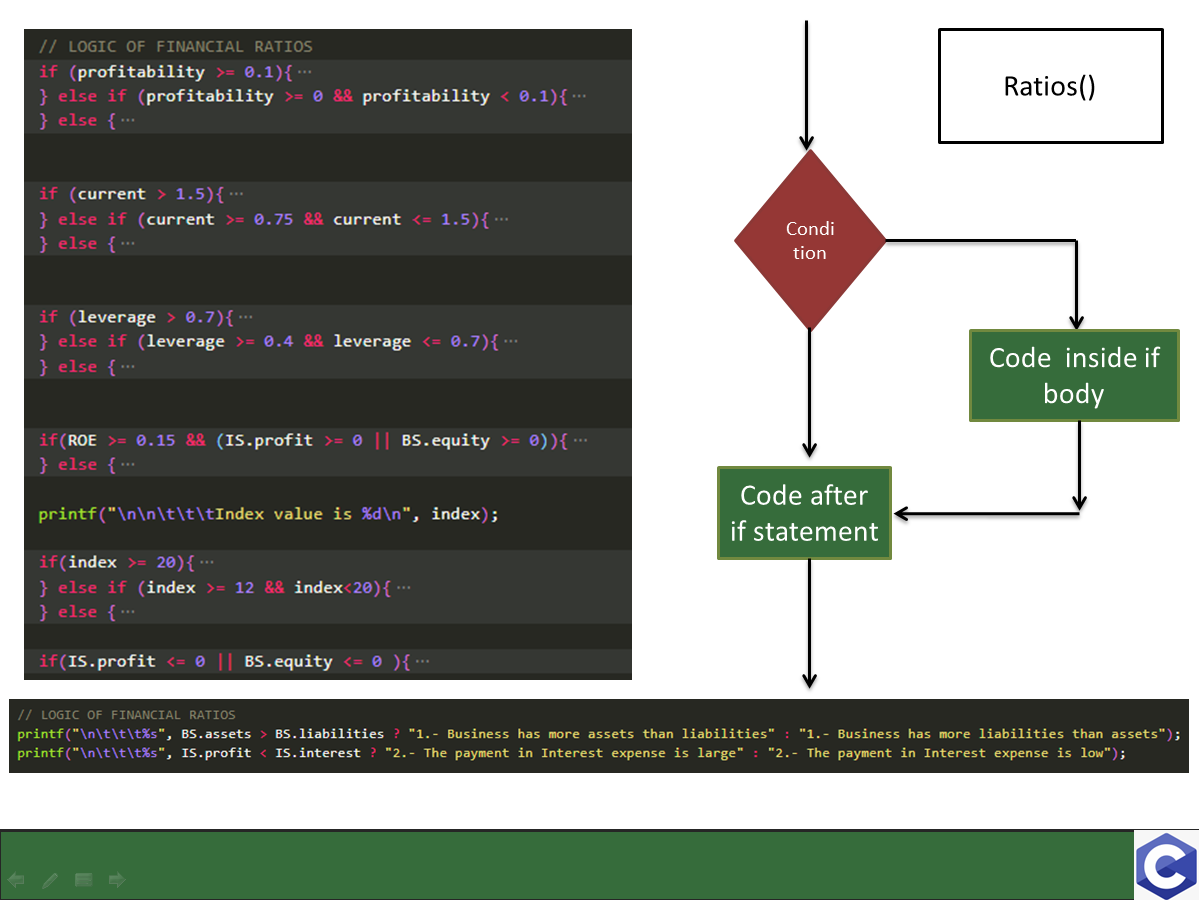 // LOGIC OF FINANCIAL RATIOS
if (profitability >= 0.1){ ···
} else if (profitability >= 0 && profitability < 0.1){ ···
} else { ···
if (current > 1.5){ ···
} else if (current >= 0.75 && current <= 1.5){ ···
} else { ···
if (leverage > 0.7){ ···
} else if (leverage >= 0.4 && leverage <= 0.7){ ···
} else { ···
if(ROE >= 0.15 && (IS.profit >= 0 || BS.equity >= 0)){ ···
} else { ···
printf("\n\n\t\t\tIndex value is %d\n", index);
if(index >= 20){ ···
} else if (index >= 12 && index<20){ ···
} else { ···
if(IS.profit <= 0 || BS.equity <= 0 ){ ···
Ratios()
Condi
tion
Code  inside if
body
Code after
if statement
// LOGIC OF FINANCIAL RATIOS
printf("\n\t\t\t%s", BS.assets > BS.liabilities ? "1.- Business has more assets than liabilities" : "1.- Business has more liabilities than assets");
printf("\n\t\t\t%s", IS.profit < IS.interest ? "2.- The payment in Interest expense is large" : "2.- The payment in Interest expense is low");
C